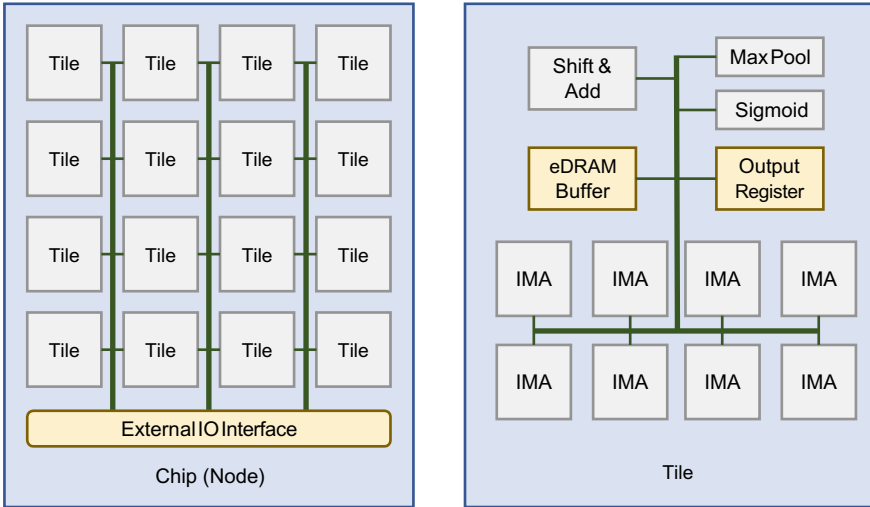 Tile Tile Tile Tile
Tile Tile Tile Tile
Tile Tile Tile Tile
Tile Tile Tile Tile
External IO Interface
Chip (Node)
Shift &
Add
Max Pool
Sigmoid
eDRAM
Buffer
Output
Register
IMA IMA IMA IMA
IMA IMA IMA IMA
Tile